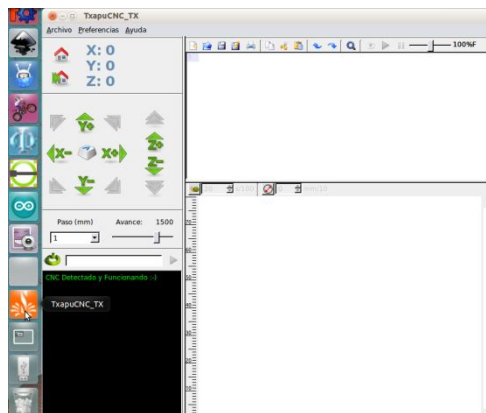 TxapuCNC_TX
Archivo Preferencias Ayuda
X: 0
Y: 0
Z: 0
100%F
Y+
X- X+
Z+
Z-
Y-
Paso (mm) Avance: 1500
1
CNC Detectado y Funcionando :-)
TxapuCNC_TX